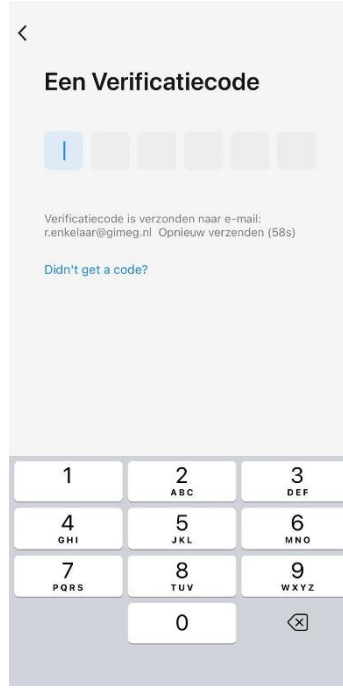 Een Verificatiecode
Verificatiecode is verzonden naar e-mail:
r.enkelaar@gimeg.nl Opnieuw verzenden (58s)
Didn't get a code?
1 2 3
ABC DEF
4 5 6
GHI JKL MNO
7 8 9
PQRS TUV WXYZ
0